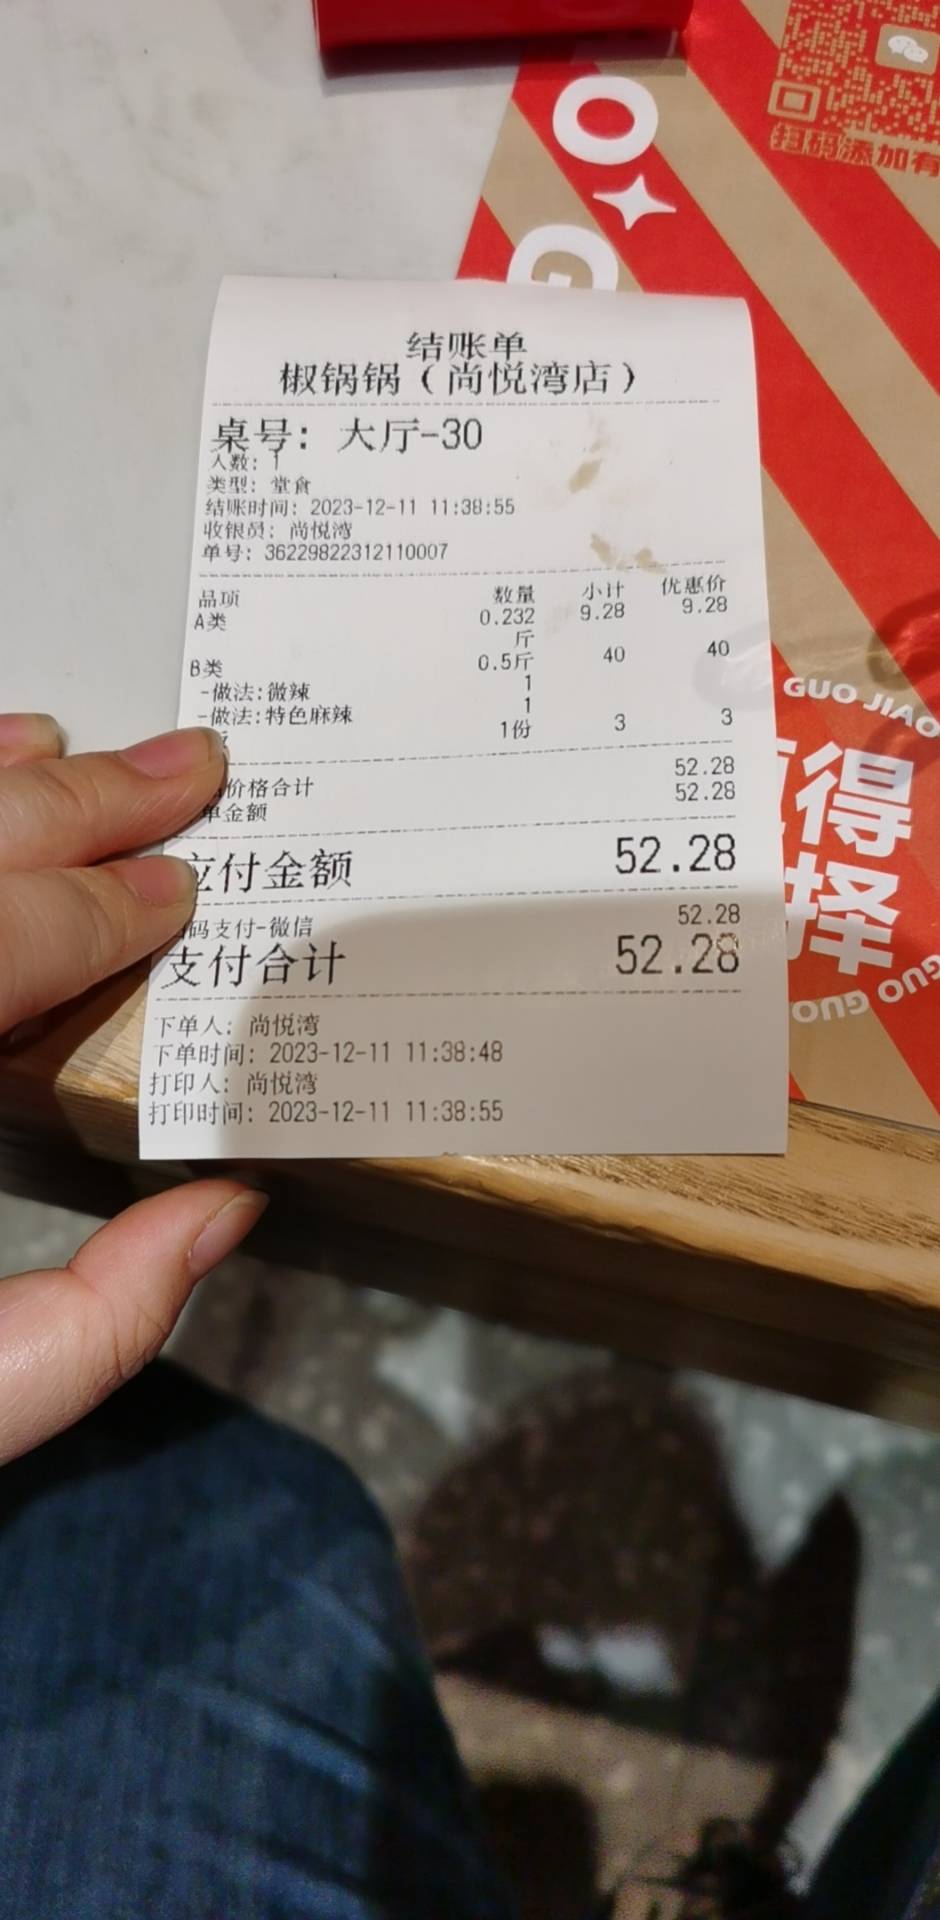 扫码添加有
结账单
椒锅锅（尚悦湾店）
桌号: 大厅-30
人数: 1
类型: 堂食
结账时间: 2023-12-11 11:38:55
收银员: 尚悦湾
单号: 36229822312110007
品项 数量 小计 优惠价
A类 0.232 9.28 9.28
斤
B类 0.5斤 40 40
-做法:微辣 1
-做法:特色麻辣 1
1份 3 3
价格合计 52.28
单金额 52.28
应付金额 52.28
码支付-微信 52.28
支付合计 52.28
下单人: 尚悦湾
下单时间: 2023-12-11 11:38:48
打印人: 尚悦湾
打印时间: 2023-12-11 11:38:55
GUO JIAO
得
择
GUO GUO